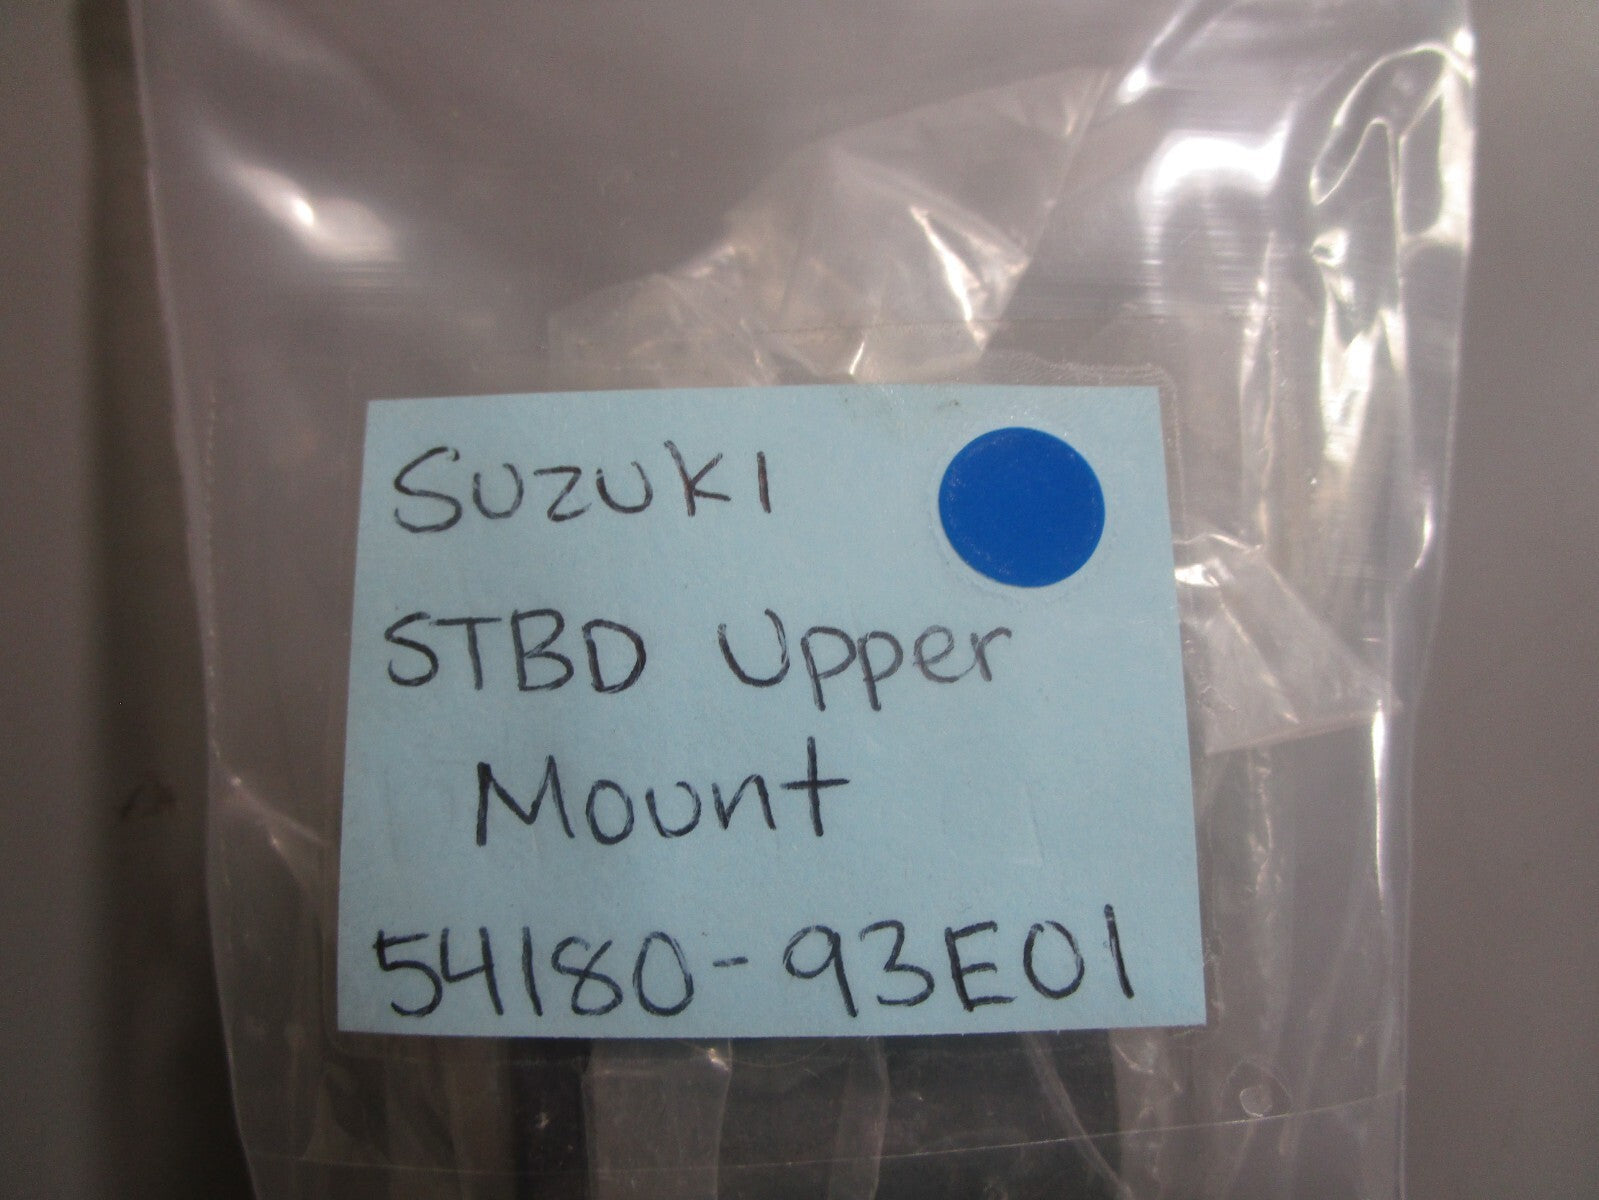 Suzuki
STBD Upper
Mount
54180-93E01